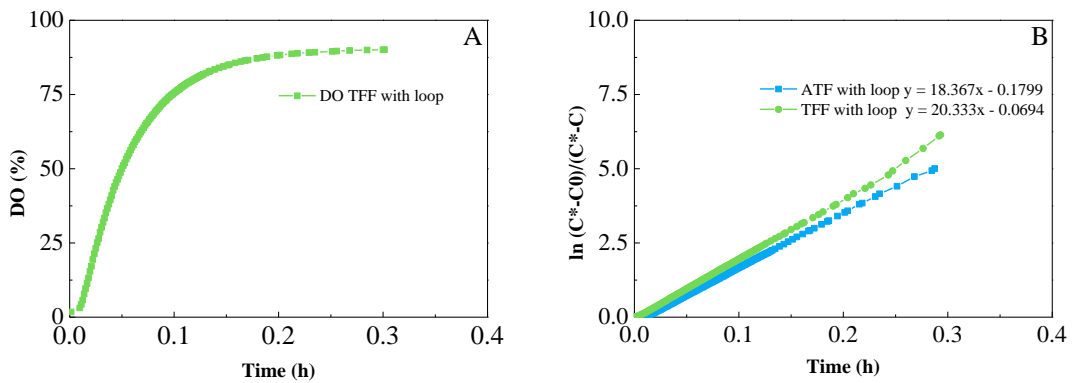 A
DO TFF with loop
DO (%)
100
75
50
25
0
0.0 0.1 0.2 0.3 0.4
Time (h)
B
ATF with loop y = 18.367x - 0.1799
TFF with loop y = 20.333x - 0.0694
ln (C*-C0)/(C*-C)
10.0
7.5
5.0
2.5
0.0
0.0 0.1 0.2 0.3 0.4
Time (h)